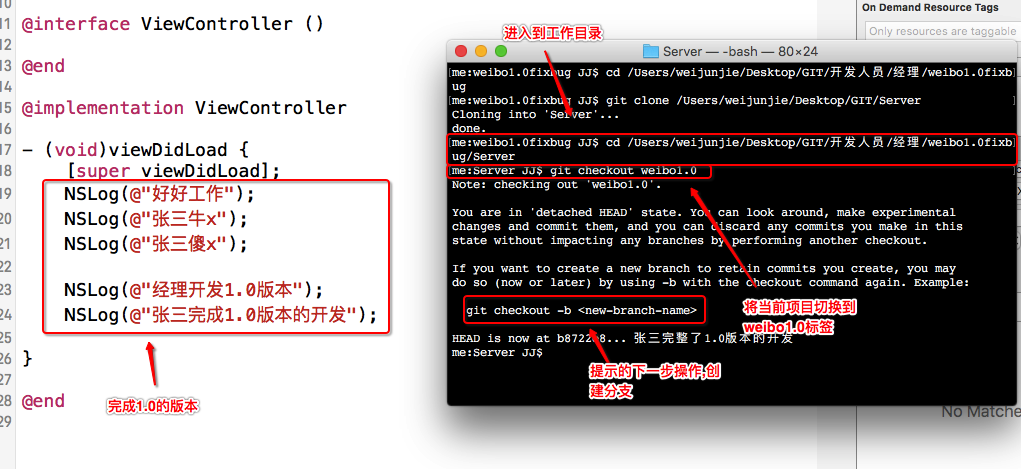 10
11 @interface ViewController ()
12
13 @end
14
15 @implementation ViewController
16
17 - (void)viewDidLoad {
18 [super viewDidLoad];
19 NSLog(@"好好工作");
20 NSLog(@"张三牛x");
21 NSLog(@"张三傻x");
22
23 NSLog(@"经理开发1.0版本");
24 NSLog(@"张三完成1.0版本的开发");
25
26 }
27
28 @end
29
完成1.0的版本
进入到工作目录
Server — -bash — 80×24
[me:weibo1.0fixbug JJ$ cd /Users/weijunjie/Desktop/GIT/开发人员/经理/weibo1.0fixb]
ug
[me:weibo1.0fixbug JJ$ git clone /Users/weijunjie/Desktop/GIT/Server ]
Cloning into 'Server'...
done.
[me:weibo1.0fixbug JJ$ cd /Users/weijunjie/Desktop/GIT/开发人员/经理/weibo1.0fixb]
ug/Server
[me:Server JJ$ git checkout weibo1.0 ]
Note: checking out 'weibo1.0'.
You are in 'detached HEAD' state. You can look around, make experimental
changes and commit them, and you can discard any commits you make in this
state without impacting any branches by performing another checkout.
If you want to create a new branch to retain commits you create, you may
do so (now or later) by using -b with the checkout command again. Example:
git checkout -b <new-branch-name>
HEAD is now at 张三完整了1.0版本的开发
me:Server JJ$
将当前项目切换到
weibo1.0标签
提示的下一步操作,创
建分支
On Demand Resource Tags
Only resources are taggable
No Matche